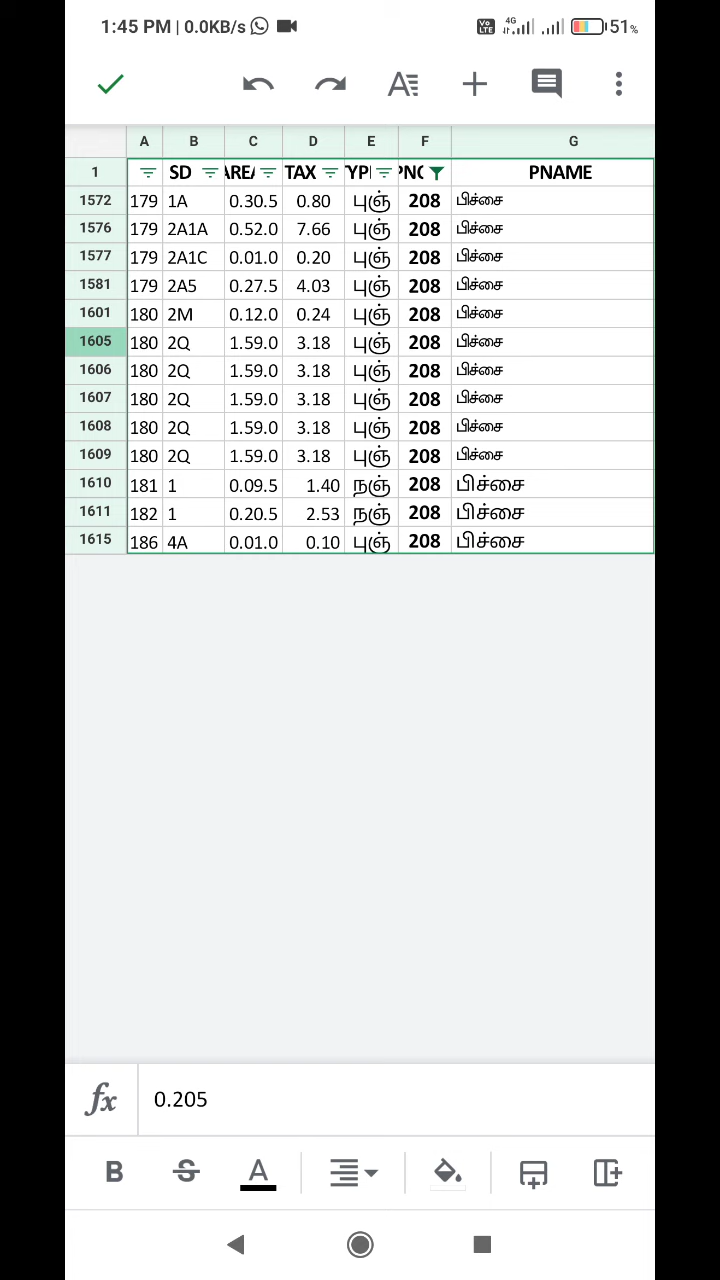 1:45 PM | 0.0KB/s Vo LTE 4G 51%
A B C D E F G
1 SD AREA TAX TYPE PNO PNAME
1572 179 1A 0.30.5 0.80 புஞ் 208 பிச்சை
1576 179 2A1A 0.52.0 7.66 புஞ் 208 பிச்சை
1577 179 2A1C 0.01.0 0.20 புஞ் 208 பிச்சை
1581 179 2A5 0.27.5 4.03 புஞ் 208 பிச்சை
1601 180 2M 0.12.0 0.24 புஞ் 208 பிச்சை
1605 180 2Q 1.59.0 3.18 புஞ் 208 பிச்சை
1606 180 2Q 1.59.0 3.18 புஞ் 208 பிச்சை
1607 180 2Q 1.59.0 3.18 புஞ் 208 பிச்சை
1608 180 2Q 1.59.0 3.18 புஞ் 208 பிச்சை
1609 180 2Q 1.59.0 3.18 புஞ் 208 பிச்சை
1610 181 1 0.09.5 1.40 நஞ் 208 பிச்சை
1611 182 1 0.20.5 2.53 நஞ் 208 பிச்சை
1615 186 4A 0.01.0 0.10 புஞ் 208 பிச்சை
fx 0.205
B S A